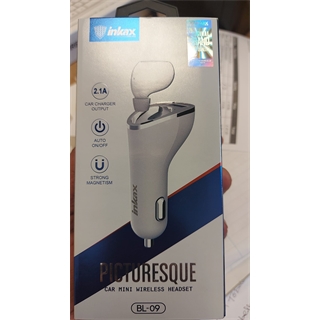 inkax
2.1A
CAR CHARGER
OUTPUT
AUTO
ON/OFF
STRONG
MAGNETISM
inkax
PICTURESQUE
CAR MINI WIRELESS HEADSET
BL-09